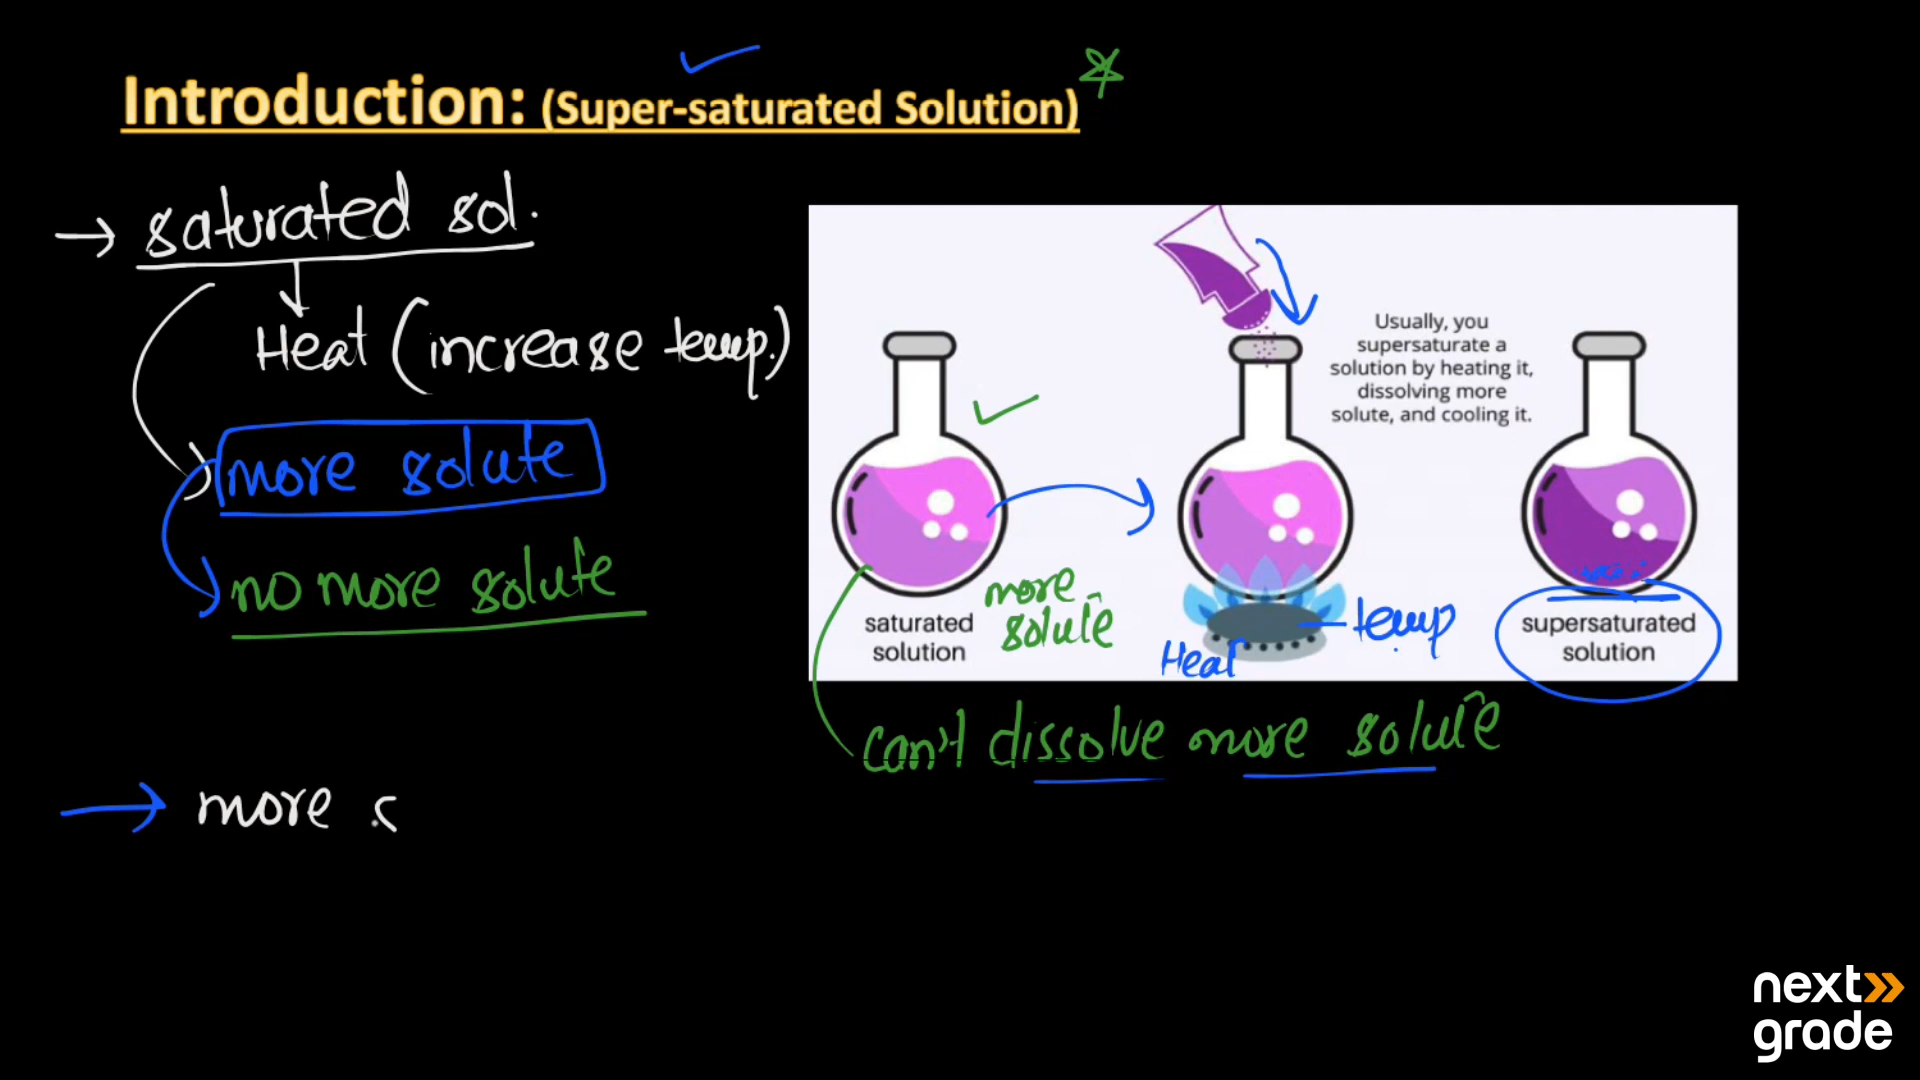 Introduction: (Super-saturated Solution)
→ saturated sol.
Heat (increase temp.)
more solute
no more solute
→ more
Usually, you
supersaturate a
solution by heating it,
dissolving more
solute, and cooling it.
saturated
solution
more
solute
Heat
temp
supersaturated
solution
can't dissolve more solute
next
grade